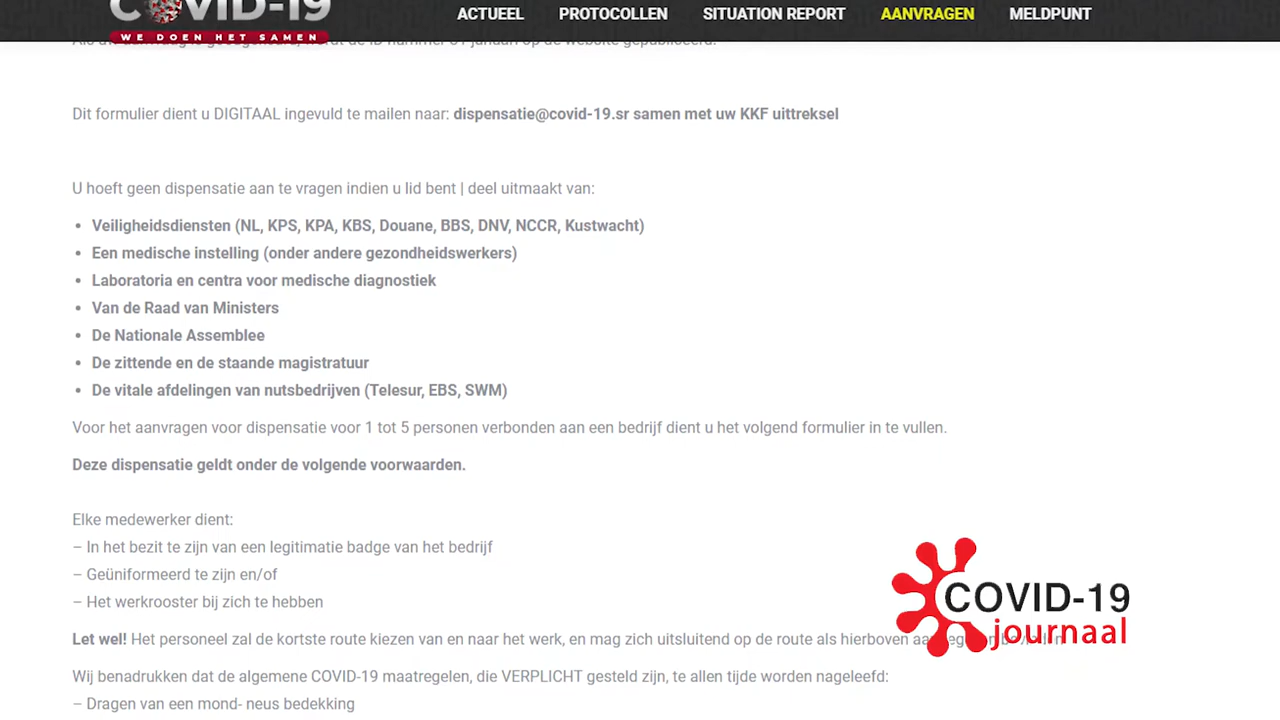 COVID-19
WE DOEN HET SAMEN
ACTUEEL PROTOCOLLEN SITUATION REPORT AANVRAGEN MELDPUNT
Dit formulier dient u DIGITAAL ingevuld te mailen naar: dispensatie@covid-19.sr samen met uw KKF uittreksel
U hoeft geen dispensatie aan te vragen indien u lid bent | deel uitmaakt van:
• Veiligheidsdiensten (NL, KPS, KPA, KBS, Douane, BBS, DNV, NCCR, Kustwacht)
• Een medische instelling (onder andere gezondheidswerkers)
• Laboratoria en centra voor medische diagnostiek
• Van de Raad van Ministers
• De Nationale Assemblee
• De zittende en de staande magistratuur
• De vitale afdelingen van nutsbedrijven (Telesur, EBS, SWM)
Voor het aanvragen voor dispensatie voor 1 tot 5 personen verbonden aan een bedrijf dient u het volgend formulier in te vullen.
Deze dispensatie geldt onder de volgende voorwaarden.
Elke medewerker dient:
– In het bezit te zijn van een legitimatie badge van het bedrijf
– Geüniformeerd te zijn en/of
– Het werkrooster bij zich te hebben
Let wel! Het personeel zal de kortste route kiezen van en naar het werk, en mag zich uitsluitend op de route als hierboven
COVID-19
journaal
Wij benadrukken dat de algemene COVID-19 maatregelen, die VERPLICHT gesteld zijn, te allen tijde worden nageleefd:
– Dragen van een mond- neus bedekking